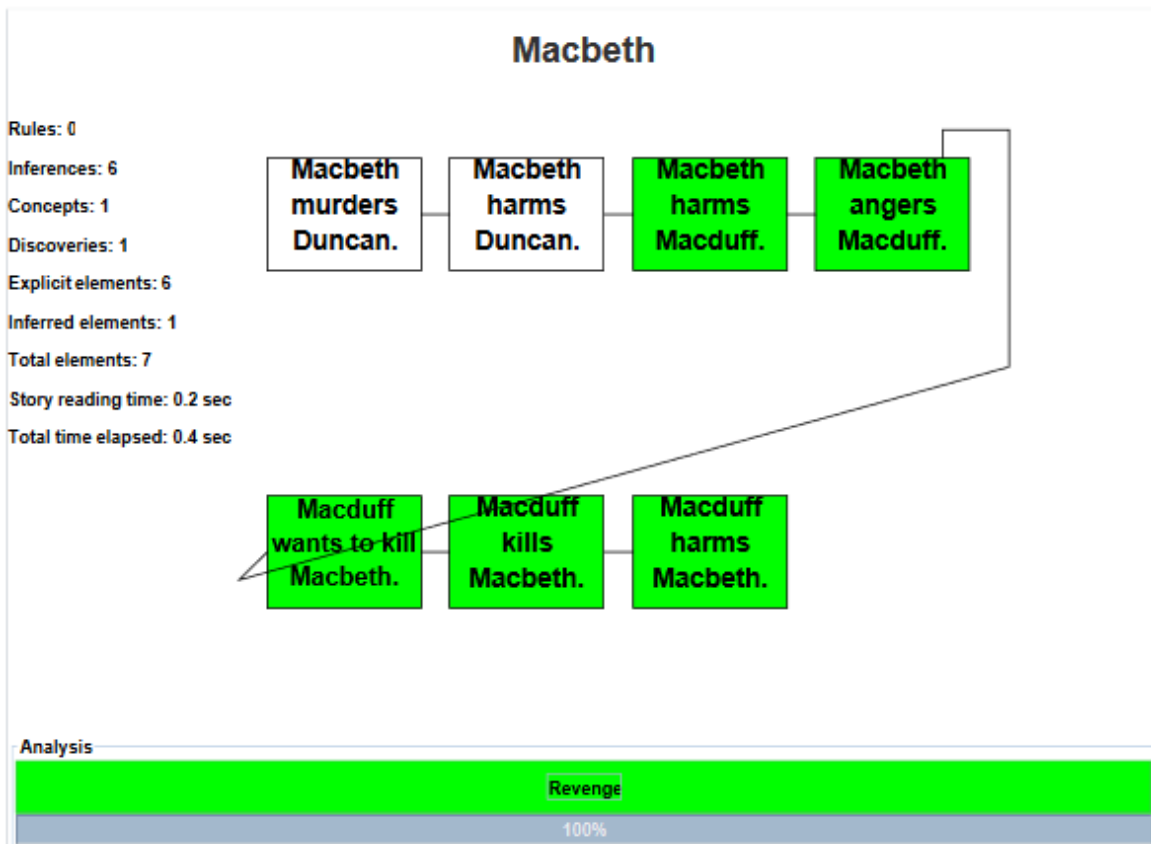 Macbeth
Rules: 0
Inferences: 6
Concepts: 1
Discoveries: 1
Explicit elements: 6
Inferred elements: 1
Total elements: 7
Story reading time: 0.2 sec
Total time elapsed: 0.4 sec
Macbeth
murders
Duncan.
Macbeth
harms
Duncan.
Macbeth
harms
Macduff.
Macbeth
angers
Macduff.
Macduff
wants to kill
Macbeth.
Macduff
kills
Macbeth.
Macduff
harms
Macbeth.
Analysis
Revenge
100%